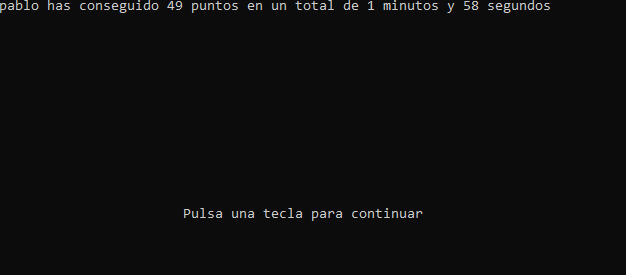 pablo has conseguido 49 puntos en un total de 1 minutos y 58 segundos
Pulsa una tecla para continuar